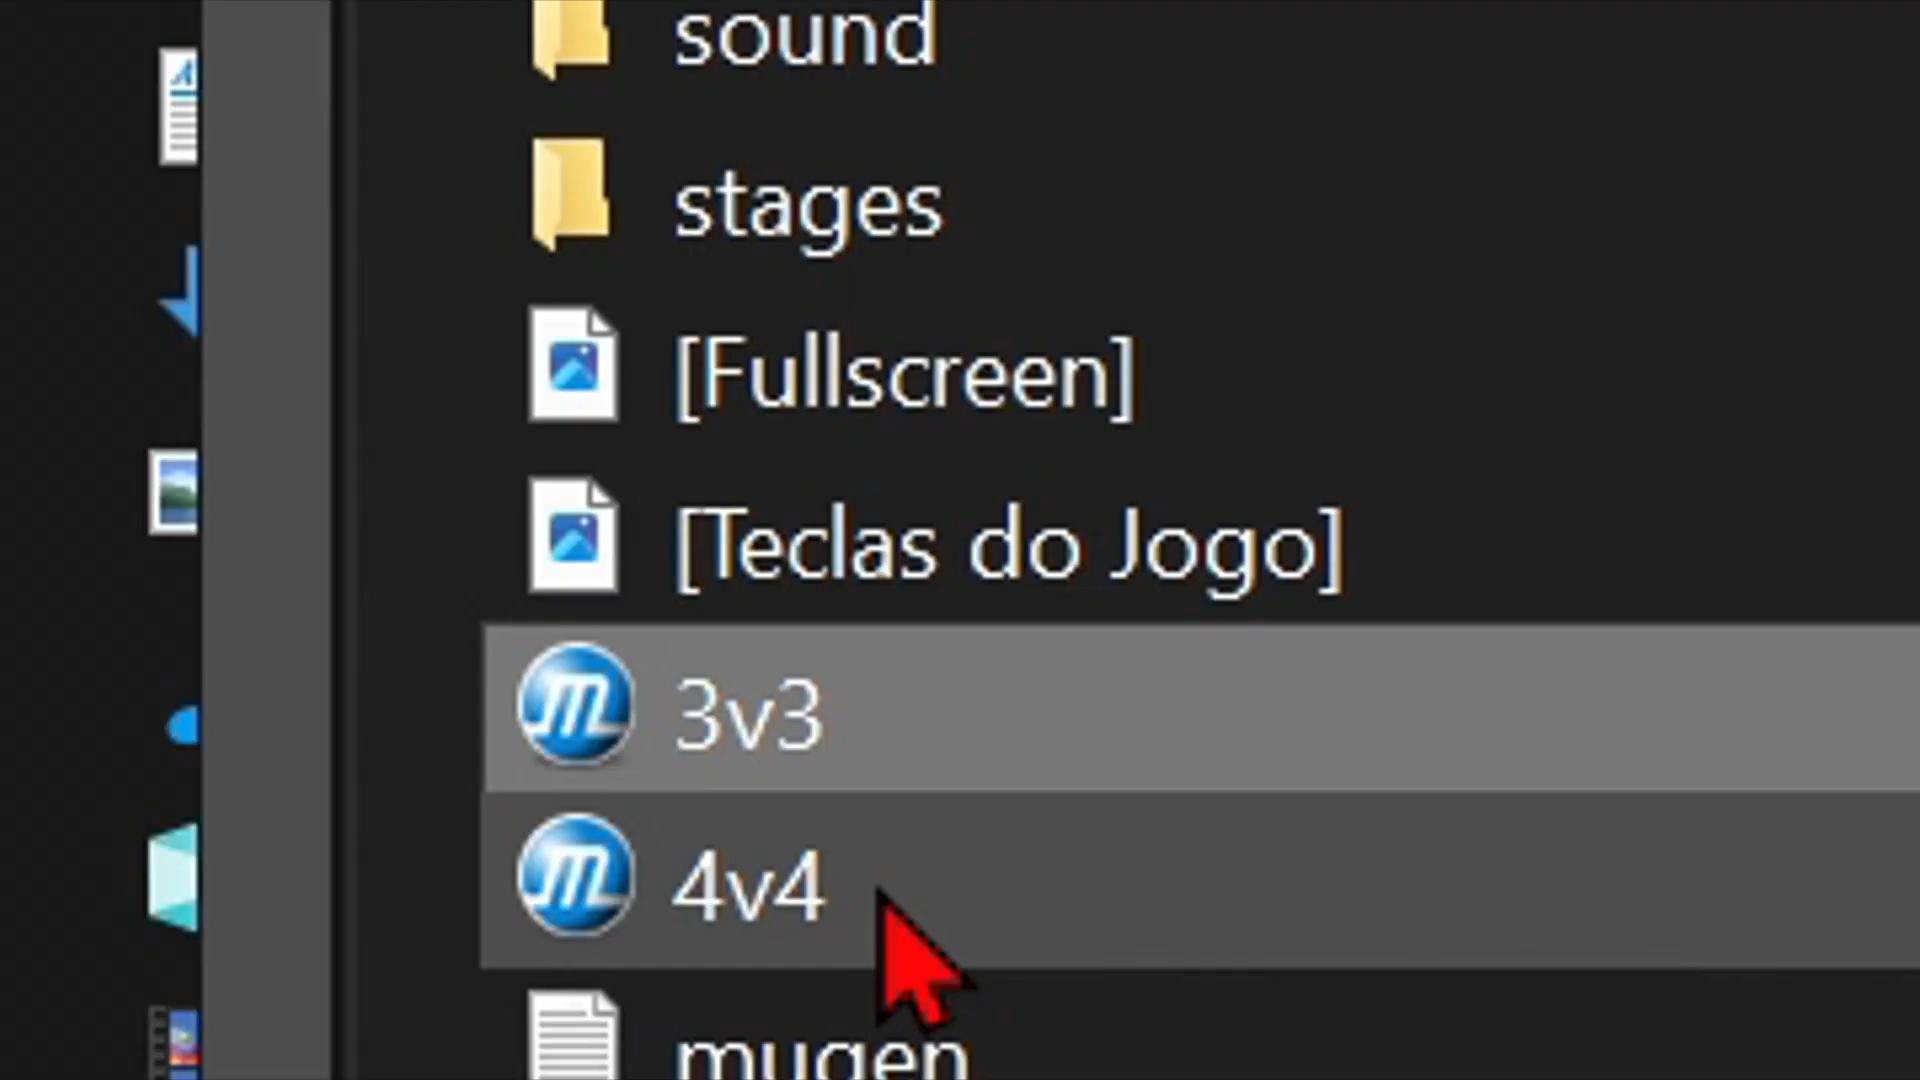 sound
stages
[Fullscreen]
[Teclas do Jogo]
3v3
4v4
mugen